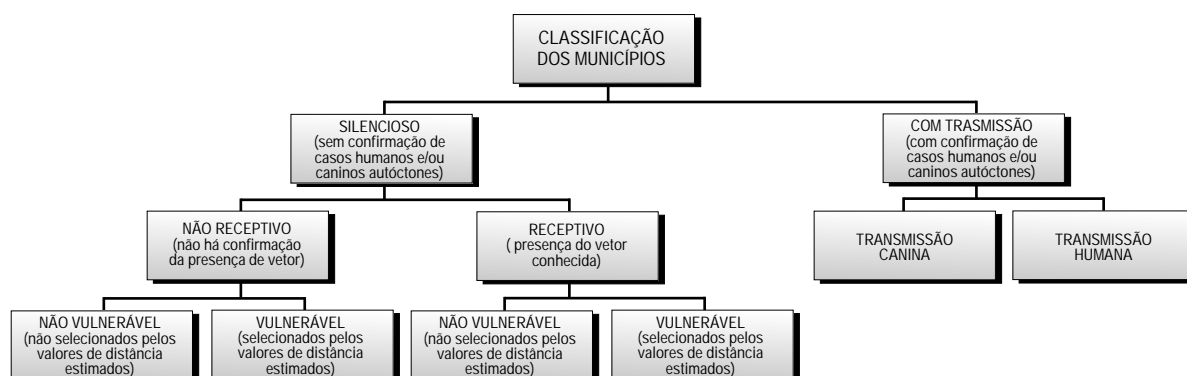 CLASSIFICAÇÃO
DOS MUNICÍPIOS
SILENCIOSO
(sem confirmação de
casos humanos e/ou
caninos autóctones)
COM TRASMISSÃO
(com confirmação de
casos humanos e/ou
caninos autóctones)
NÃO RECEPTIVO
(não há confirmação
da presença de vetor)
RECEPTIVO
( presença do vetor
conhecida)
TRANSMISSÃO
CANINA
TRANSMISSÃO
HUMANA
NÃO VULNERÁVEL
(não selecionados pelos
valores de distância
estimados)
VULNERÁVEL
(selecionados pelos
valores de distância
estimados)
NÃO VULNERÁVEL
(não selecionados pelos
valores de distância
estimados)
VULNERÁVEL
(selecionados pelos
valores de distância
estimados)